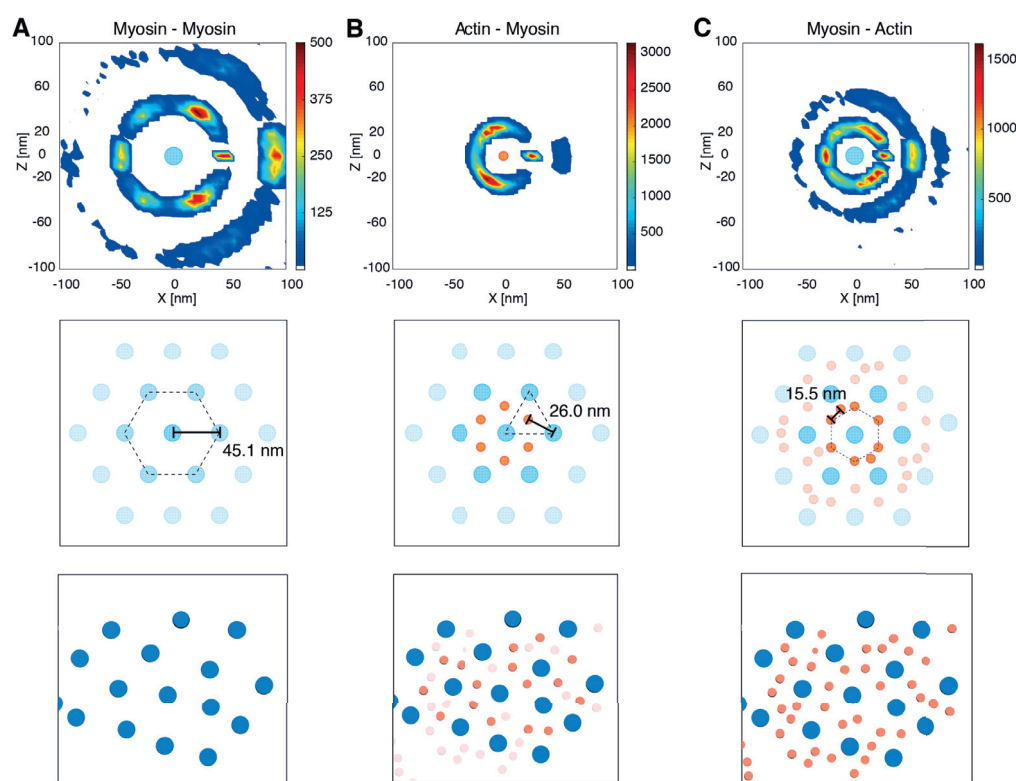 A Myosin - Myosin
100
60
20
Z [nm]
0
-20
-60
-100
-100 -50 0 50 100
X [nm]
500
375
250
125
B Actin - Myosin
100
60
20
Z [nm]
0
-20
-60
-100
-100 -50 0 50 100
X [nm]
3000
2500
2000
1500
1000
500
C Myosin - Actin
100
60
20
Z [nm]
0
-20
-60
-100
-100 -50 0 50 100
X [nm]
1500
1000
500
45.1 nm
26.0 nm
15.5 nm